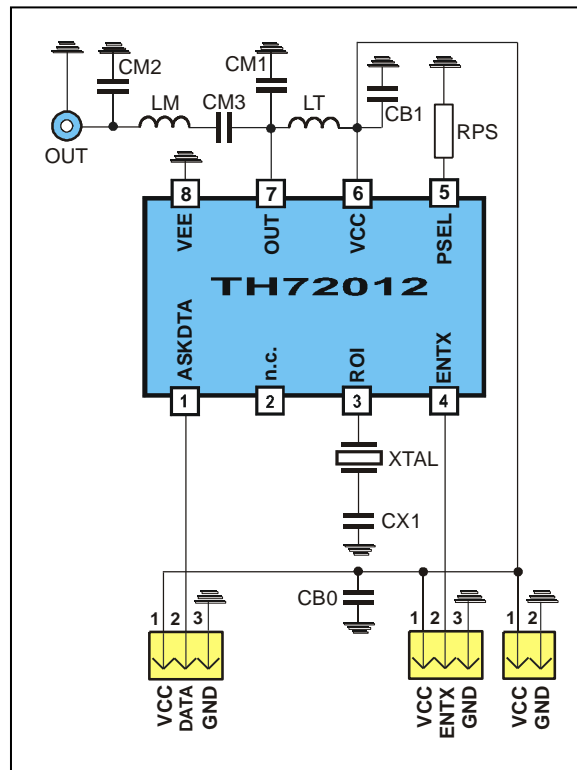 CM2
CM1
LM
CM3
LT
CB1
RPS
OUT
8
7
6
5
VEE
OUT
VCC
PSEL
TH72012
ASKDTA
n.c.
ROI
ENTX
1
2
3
4
XTAL
CX1
CB0
1 2 3
1 2 3
1 2
VCC
DATA
GND
VCC
ENTX
GND
VCC
GND